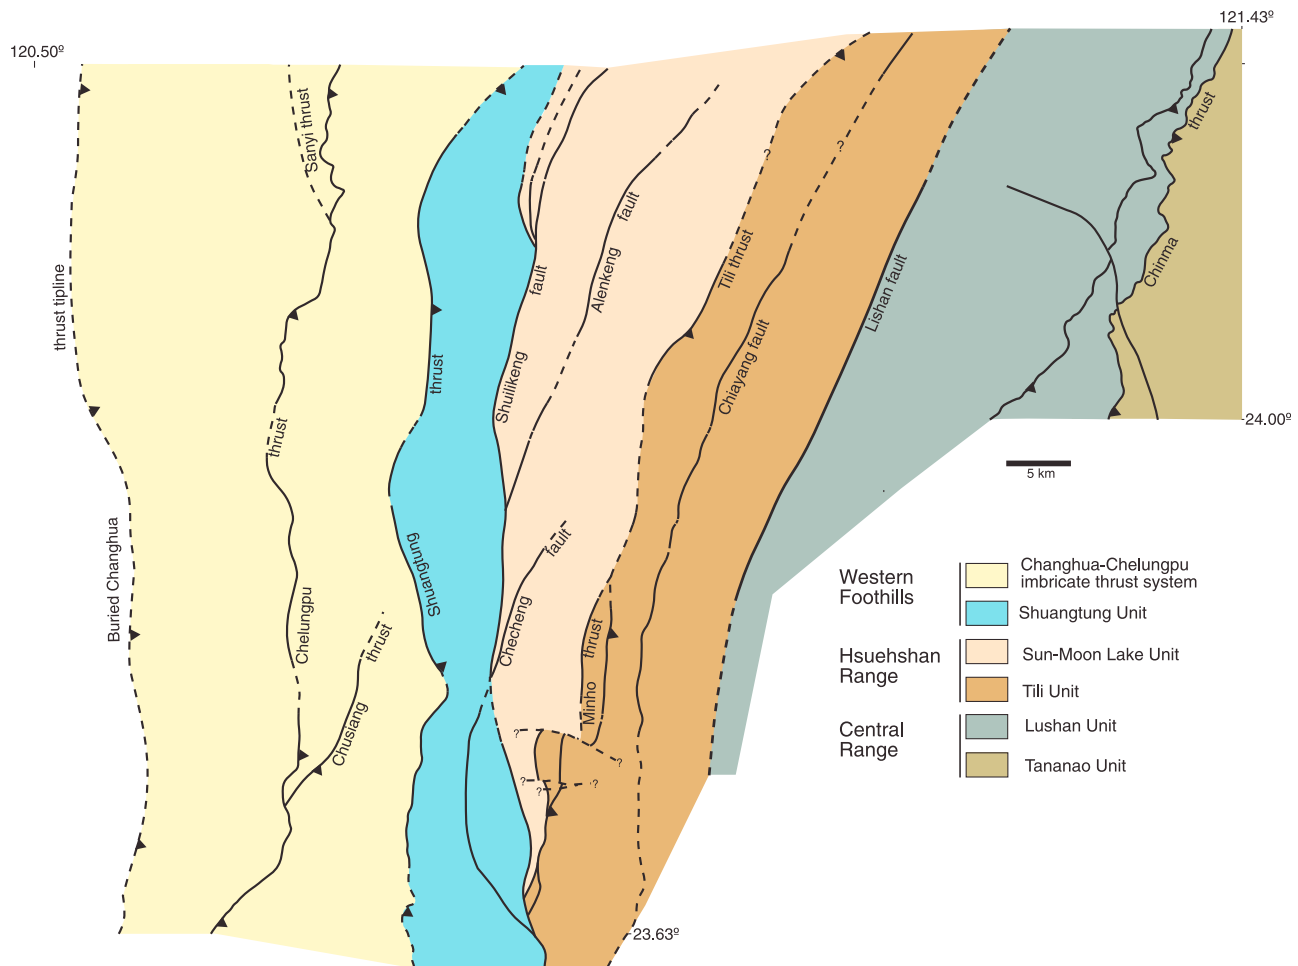 121.43º
120.50º
Sanyi thrust
thrust
?
?
fault
Tili thrust
Chinma
thrust tipline
fault
Alenkeng
Lishan fault
thrust
Shuilikeng
Chiayang fault
24.00º
thrust
5 km
Buried Changhua
Shuangtung
fault
Chelungpu
Checheng
thrust
thrust
Minho
Chusiang
?
?
?
?
?
Western
Foothills
Changhua-Chelungpu
imbricate thrust system
Shuangtung Unit
Hsuehshan
Range
Sun-Moon Lake Unit
Tili Unit
Central
Range
Lushan Unit
Tananao Unit
23.63º